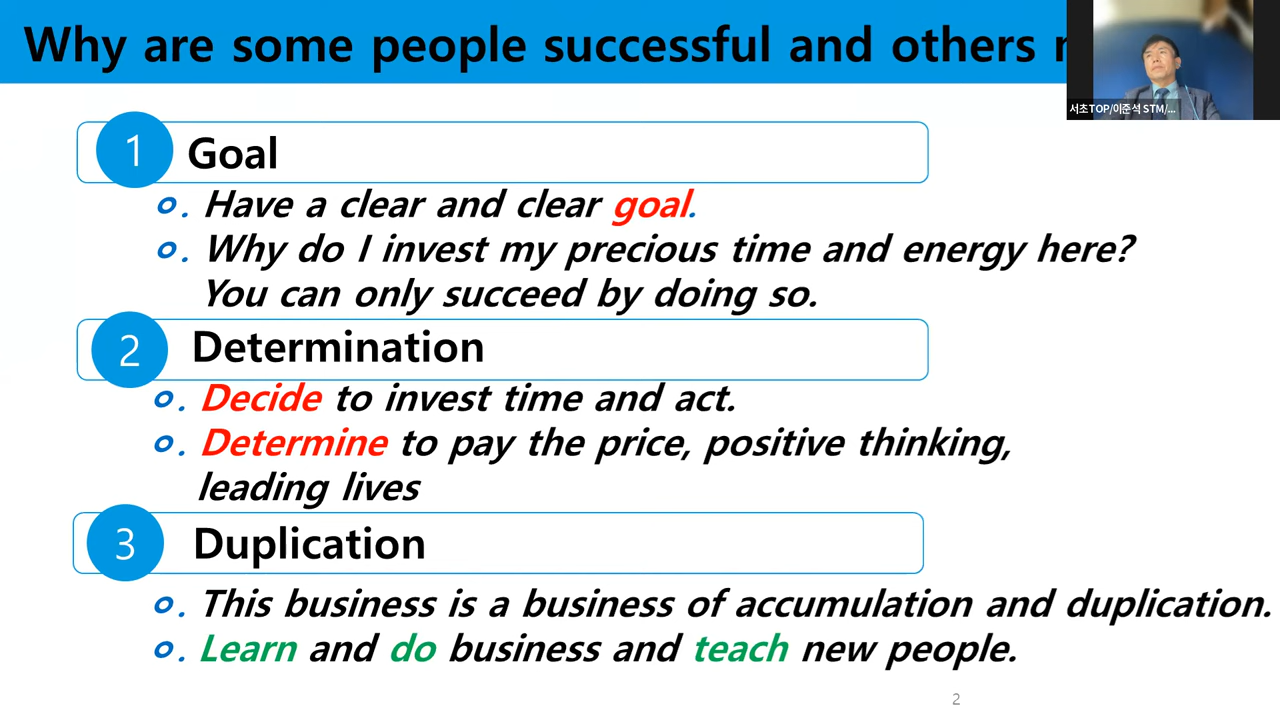 Why are some people successful and others
서초TOP/이준석 STM/...
1 Goal
o. Have a clear and clear goal.
o. Why do I invest my precious time and energy here?
You can only succeed by doing so.
2 Determination
o. Decide to invest time and act.
o. Determine to pay the price, positive thinking,
leading lives
3 Duplication
o. This business is a business of accumulation and duplication.
o. Learn and do business and teach new people.
2